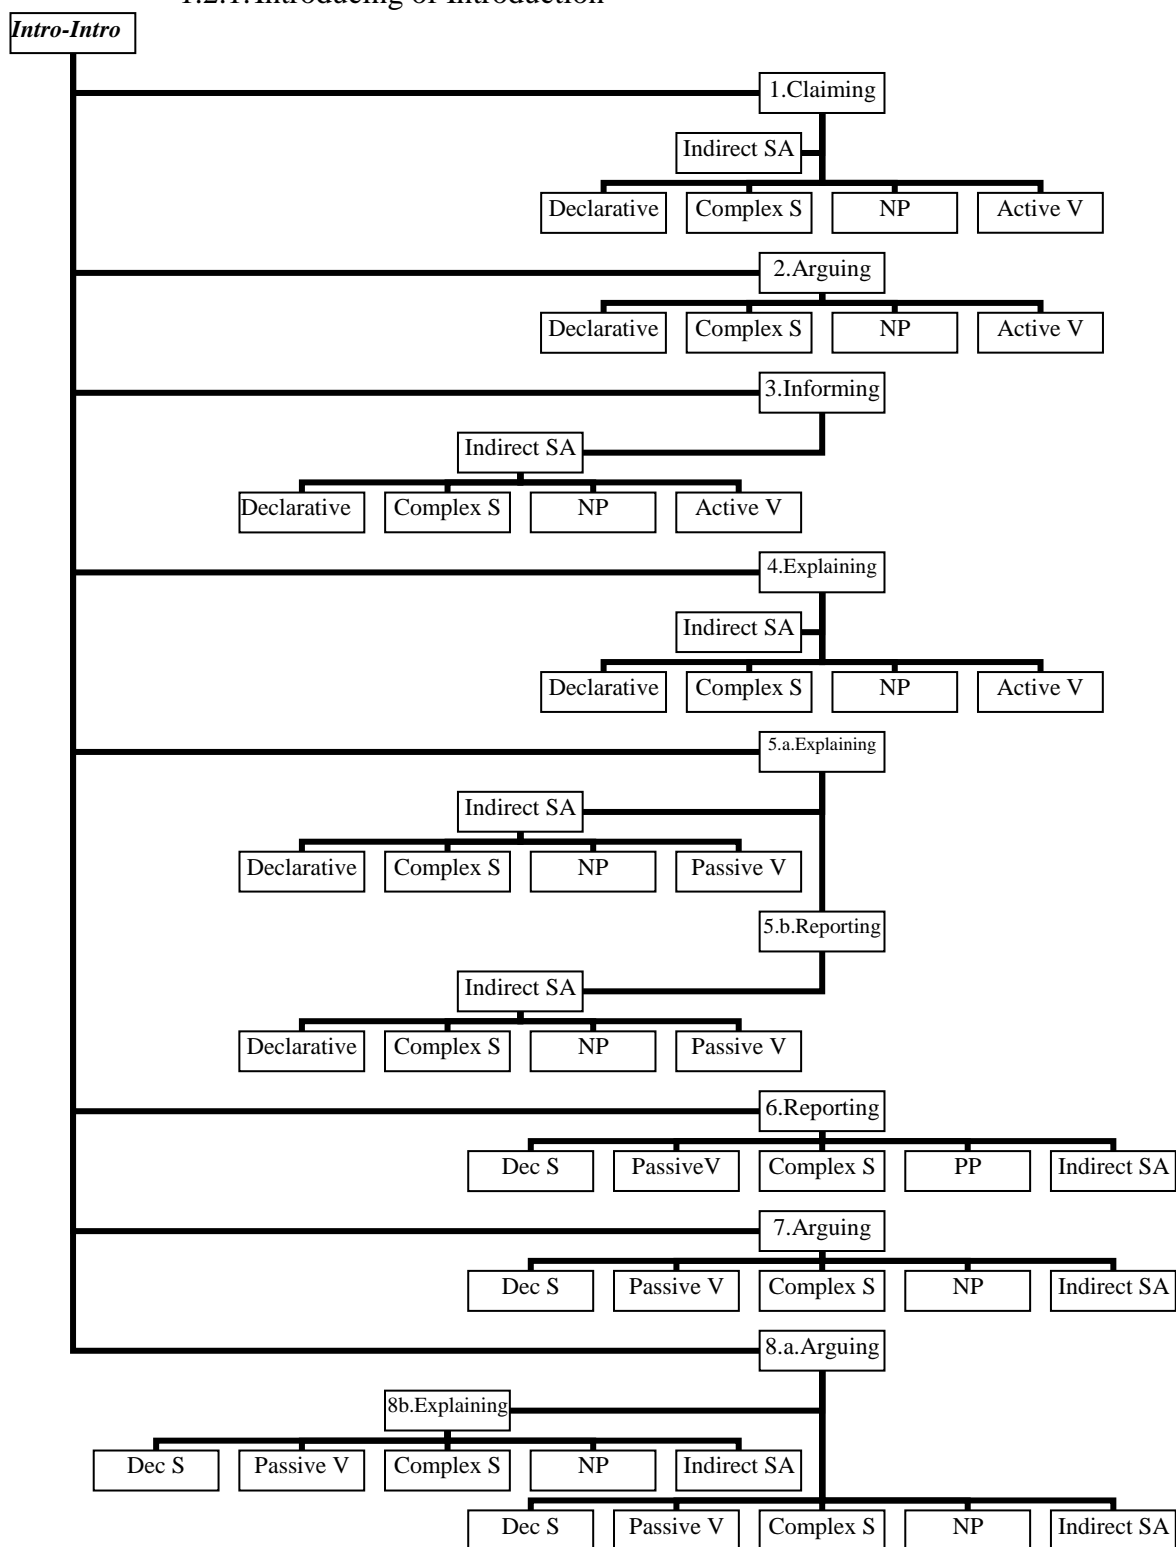 1.2.1.Introducing of Introduction
Intro-Intro
1.Claiming
Indirect SA
Declarative Complex S NP Active V
2.Arguing
Declarative Complex S NP Active V
3.Informing
Indirect SA
Declarative Complex S NP Active V
4.Explaining
Indirect SA
Declarative Complex S NP Active V
5.a.Explaining
Indirect SA
Declarative Complex S NP Passive V
5.b.Reporting
Indirect SA
Declarative Complex S NP Passive V
6.Reporting
Dec S PassiveV Complex S PP Indirect SA
7.Arguing
Dec S Passive V Complex S NP Indirect SA
8.a.Arguing
8b.Explaining
Dec S Passive V Complex S NP Indirect SA
Dec S Passive V Complex S NP Indirect SA